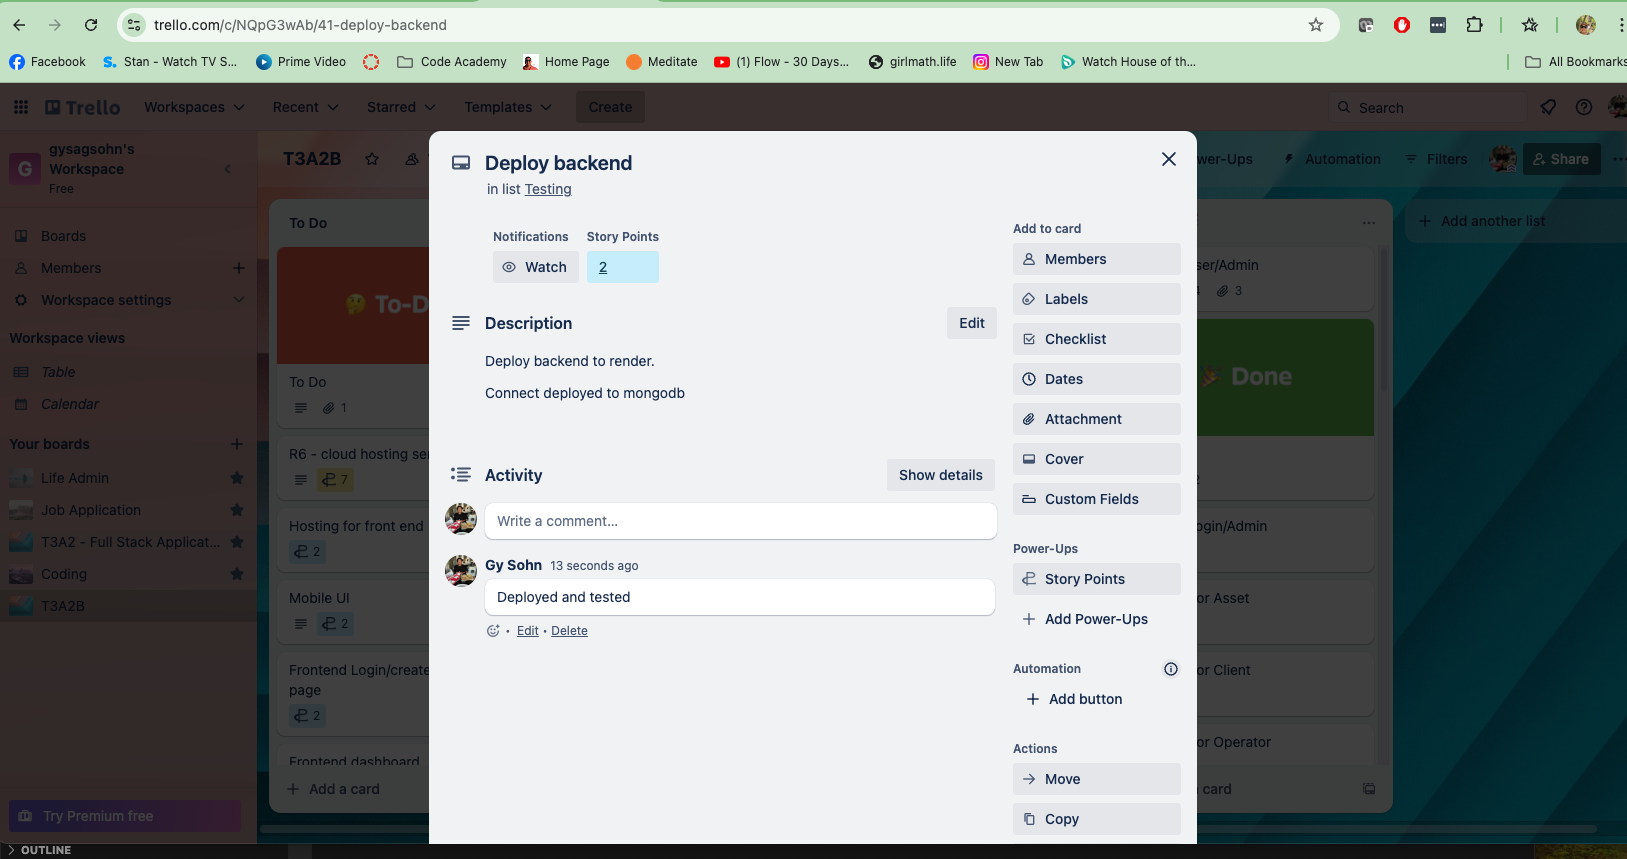 trello.com/c/NQpG3wAb/41-deploy-backend
Facebook
Stan - Watch TV S...
Prime Video
Code Academy
Home Page
Meditate
(1) Flow - 30 Days...
girlmath.life
New Tab
Watch House of th...
All Bookmarks
Trello
Workspaces
Recent
Starred
Templates
Create
Search
G
gysagsohn's
Workspace
Free
Boards
Members
Workspace settings
Workspace views
Table
Calendar
Your boards
Life Admin
Job Application
T3A2 - Full Stack Applicat...
Coding
T3A2B
Try Premium free
OUTLINE
T3A2B
To Do
To-D
To Do
1
R6 - cloud hosting se
7
Hosting for front end
2
Mobile UI
2
Frontend Login/create
page
2
Frontend dashboard
Add a card
Deploy backend
in list Testing
Notifications
Watch
Story Points
2
Description
Edit
Deploy backend to render.
Connect deployed to mongodb
Activity
Show details
Write a comment…
Gy Sohn 13 seconds ago
Deployed and tested
• Edit • Delete
Add to card
Members
Labels
Checklist
Dates
Attachment
Cover
Custom Fields
Power-Ups
Story Points
Add Power-Ups
Automation
Add button
Actions
Move
Copy
wer-Ups
Automation
Filters
Share
Add another list
ser/Admin
4
3
Done
2
ogin/Admin
or Asset
or Client
or Operator
card